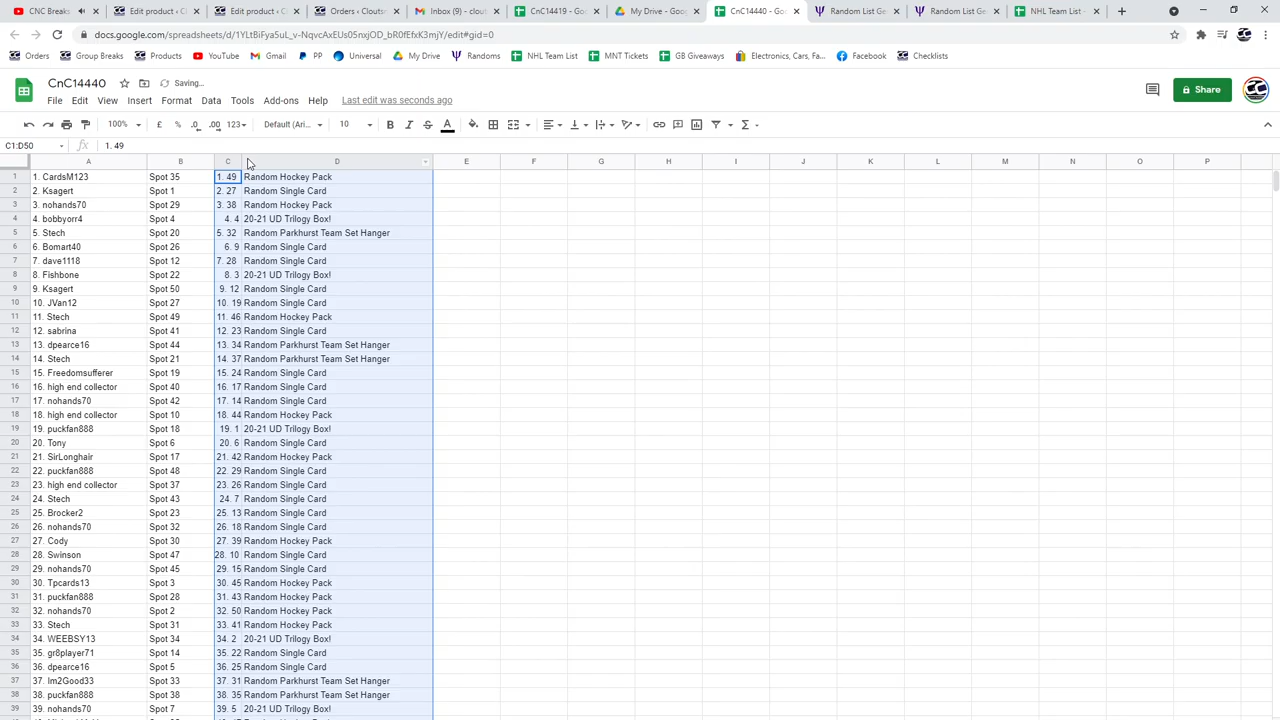 CNC Breaks
Edit product ‹ C
Edit product ‹ C
Orders ‹ Clouts
Inbox (9) - clout
CnC14419 - Goog
My Drive - Goog
CnC14440 - Goo
Random List Ge
Random List Ge
NHL Team List -
docs.google.com/spreadsheets/d/1YLtBiFya5uL_v-NqvcAxEUs05nxjOD_bR0fEfxK3mjY/edit#gid=0
Orders
Group Breaks
Products
YouTube
Gmail
PP
Universal
My Drive
Randoms
NHL Team List
MNT Tickets
GB Giveaways
Electronics, Cars, Fa...
Facebook
Checklists
CnC14440
Saving...
Share
File Edit View Insert Format Data Tools Add-ons Help Last edit was seconds ago
100% £ % .0 .00 123 Default (Ari... 10 B I S A
C1:D50 fx 1. 49
A B C D E F G H I J K L M N O P
1 1. CardsM123 Spot 35 1. 49 Random Hockey Pack
2 2. Ksagert Spot 1 2. 27 Random Single Card
3 3. nohands70 Spot 29 3. 38 Random Hockey Pack
4 4. bobbyorr4 Spot 4 4. 4 20-21 UD Trilogy Box!
5 5. Stech Spot 20 5. 32 Random Parkhurst Team Set Hanger
6 6. Bomart40 Spot 26 6. 9 Random Single Card
7 7. dave1118 Spot 12 7. 28 Random Single Card
8 8. Fishbone Spot 22 8. 3 20-21 UD Trilogy Box!
9 9. Ksagert Spot 50 9. 12 Random Single Card
10 10. JVan12 Spot 27 10. 19 Random Single Card
11 11. Stech Spot 49 11. 46 Random Hockey Pack
12 12. sabrina Spot 41 12. 23 Random Single Card
13 13. dpearce16 Spot 44 13. 34 Random Parkhurst Team Set Hanger
14 14. Stech Spot 21 14. 37 Random Parkhurst Team Set Hanger
15 15. Freedomsufferer Spot 19 15. 24 Random Single Card
16 16. high end collector Spot 40 16. 17 Random Single Card
17 17. nohands70 Spot 42 17. 14 Random Single Card
18 18. high end collector Spot 10 18. 44 Random Hockey Pack
19 19. puckfan888 Spot 18 19. 1 20-21 UD Trilogy Box!
20 20. Tony Spot 6 20. 6 Random Single Card
21 21. SirLonghair Spot 17 21. 42 Random Hockey Pack
22 22. puckfan888 Spot 48 22. 29 Random Single Card
23 23. high end collector Spot 37 23. 26 Random Single Card
24 24. Stech Spot 43 24. 7 Random Single Card
25 25. Brocker2 Spot 23 25. 13 Random Single Card
26 26. nohands70 Spot 32 26. 18 Random Single Card
27 27. Cody Spot 30 27. 39 Random Hockey Pack
28 28. Swinson Spot 47 28. 10 Random Single Card
29 29. nohands70 Spot 45 29. 15 Random Single Card
30 30. Tpcards13 Spot 3 30. 45 Random Hockey Pack
31 31. puckfan888 Spot 28 31. 43 Random Hockey Pack
32 32. nohands70 Spot 2 32. 50 Random Hockey Pack
33 33. Stech Spot 31 33. 41 Random Hockey Pack
34 34. WEEBSY13 Spot 34 34. 2 20-21 UD Trilogy Box!
35 35. gr8player71 Spot 14 35. 22 Random Single Card
36 36. dpearce16 Spot 5 36. 25 Random Single Card
37 37. Im2Good33 Spot 33 37. 31 Random Parkhurst Team Set Hanger
38 38. puckfan888 Spot 38 38. 35 Random Parkhurst Team Set Hanger
39 39. nohands70 Spot 7 39. 5 20-21 UD Trilogy Box!